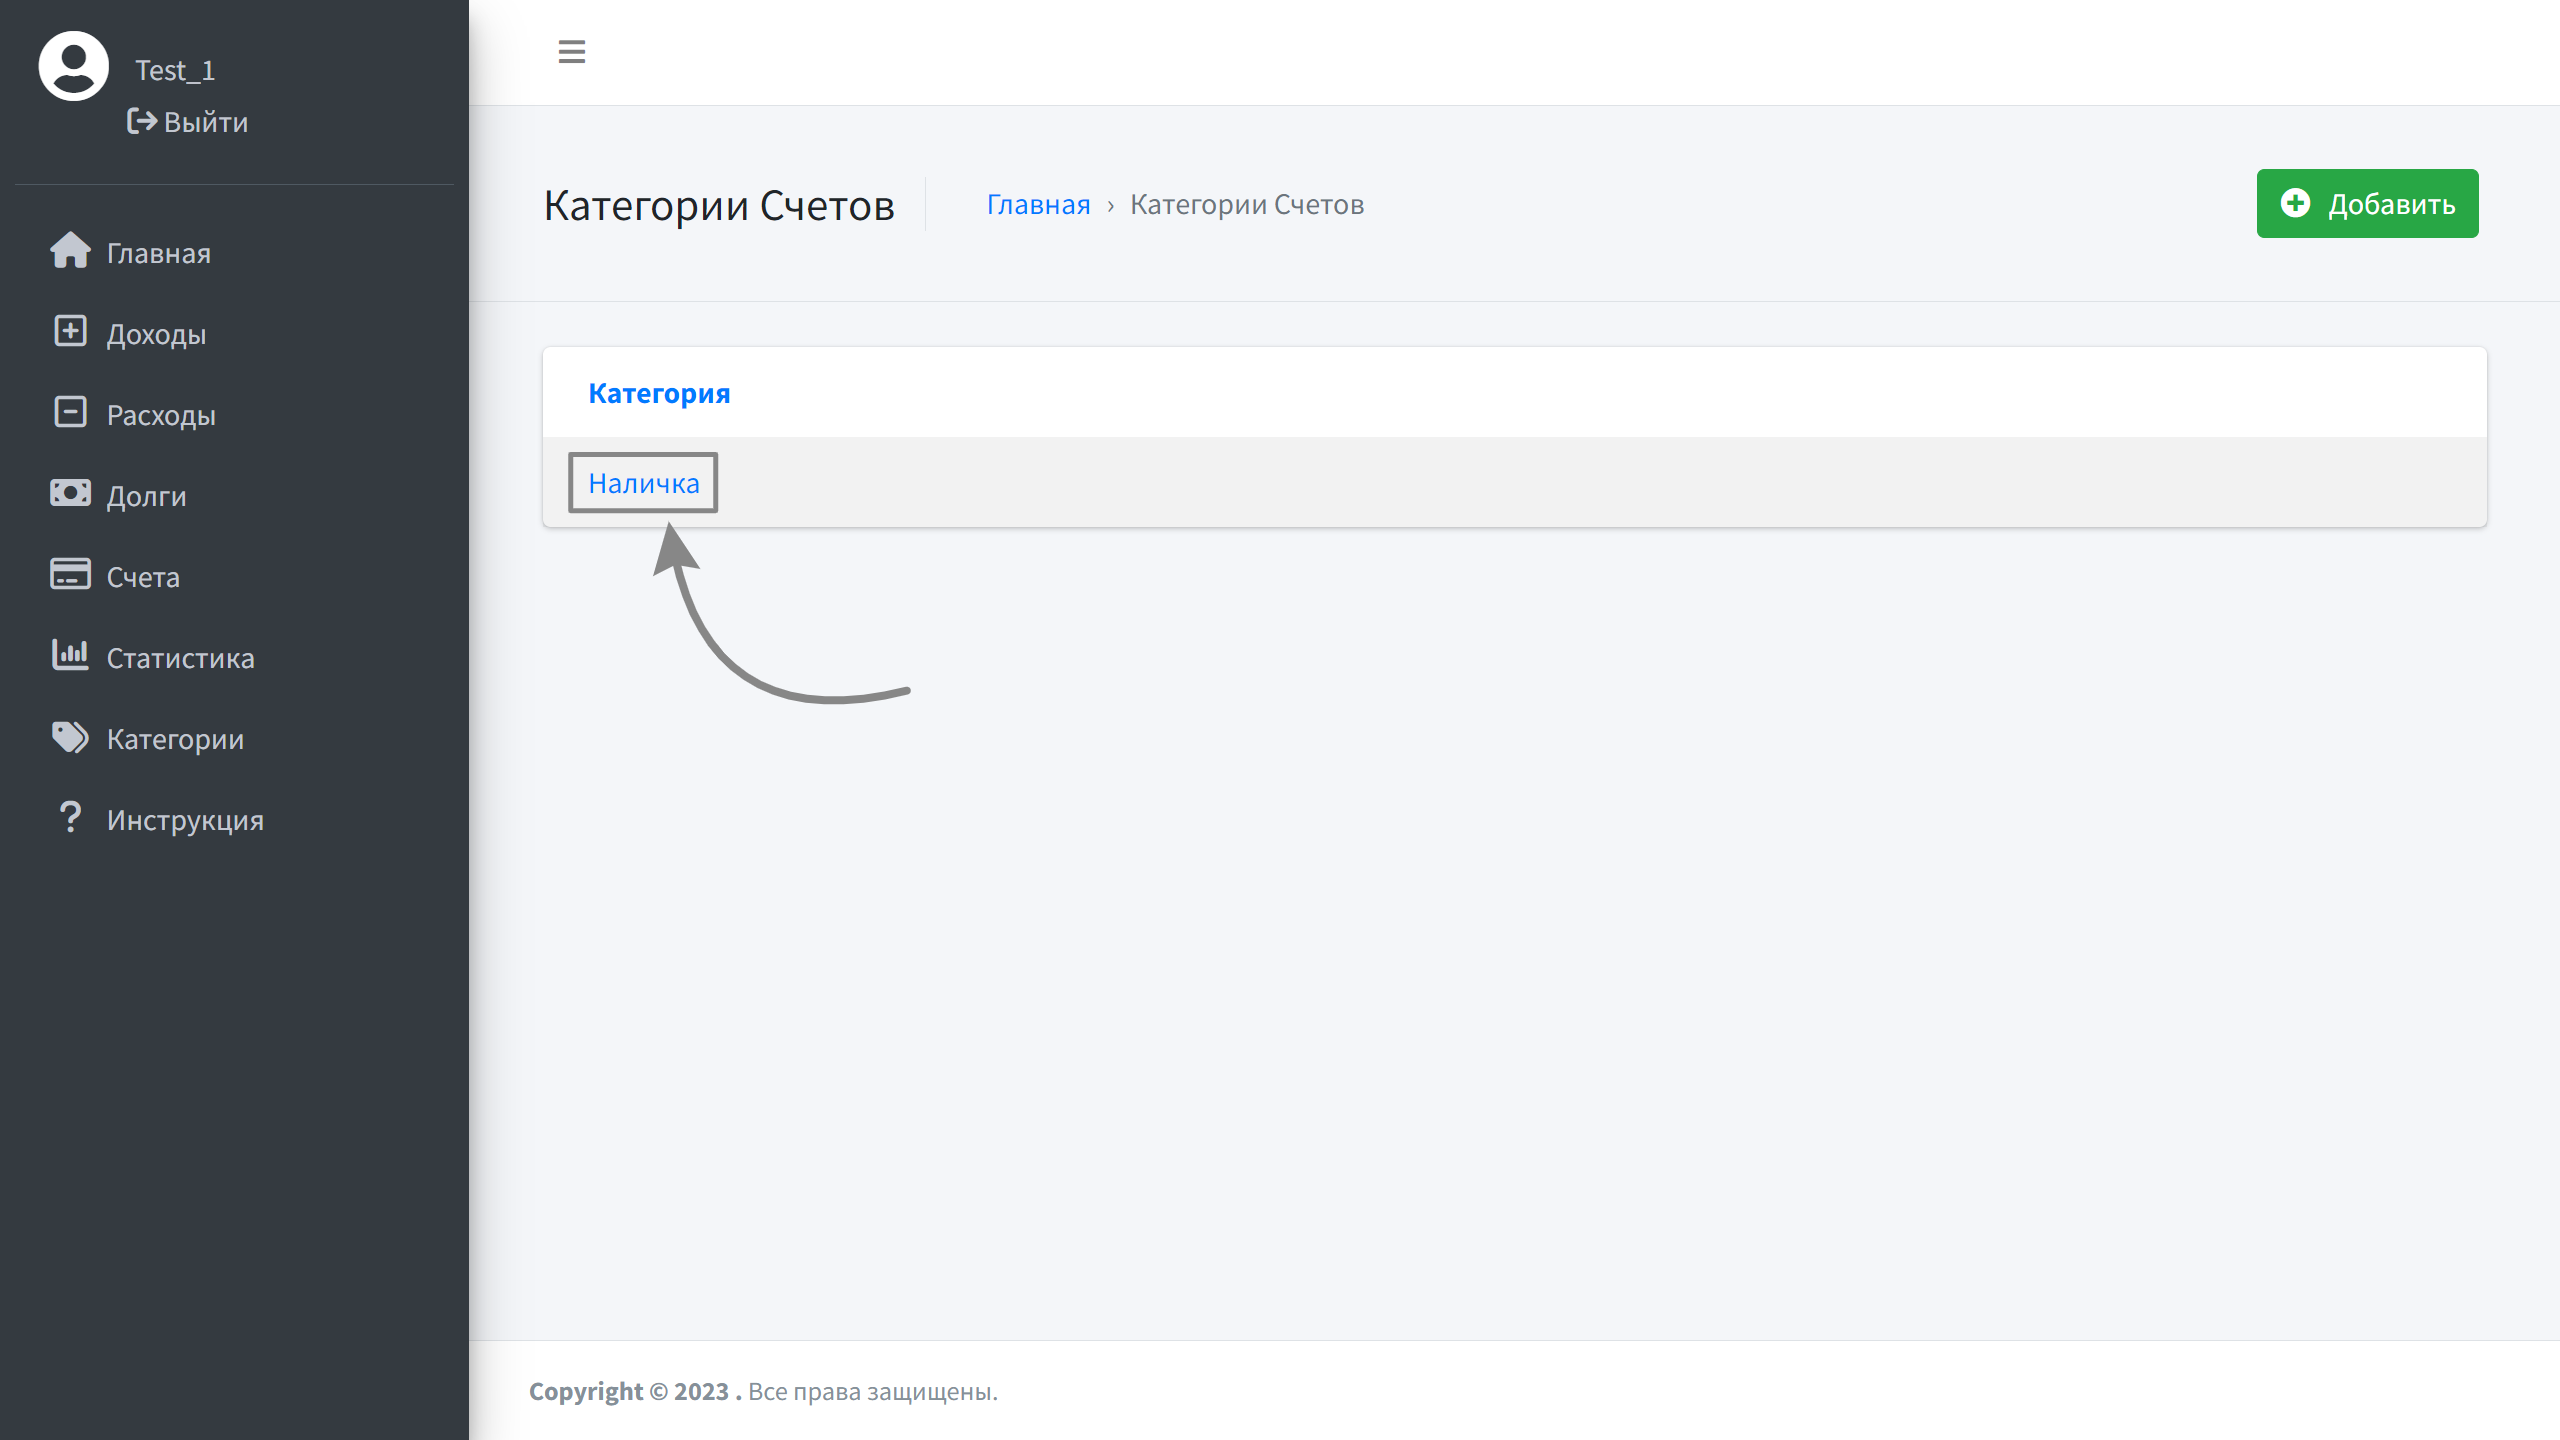 Test_1
Выйти
Главная
Доходы
Расходы
Долги
Счета
Статистика
Категории
Инструкция
Категории Счетов
Главная › Категории Счетов
Добавить
Категория
Наличка
Copyright © 2023 . Все права защищены.